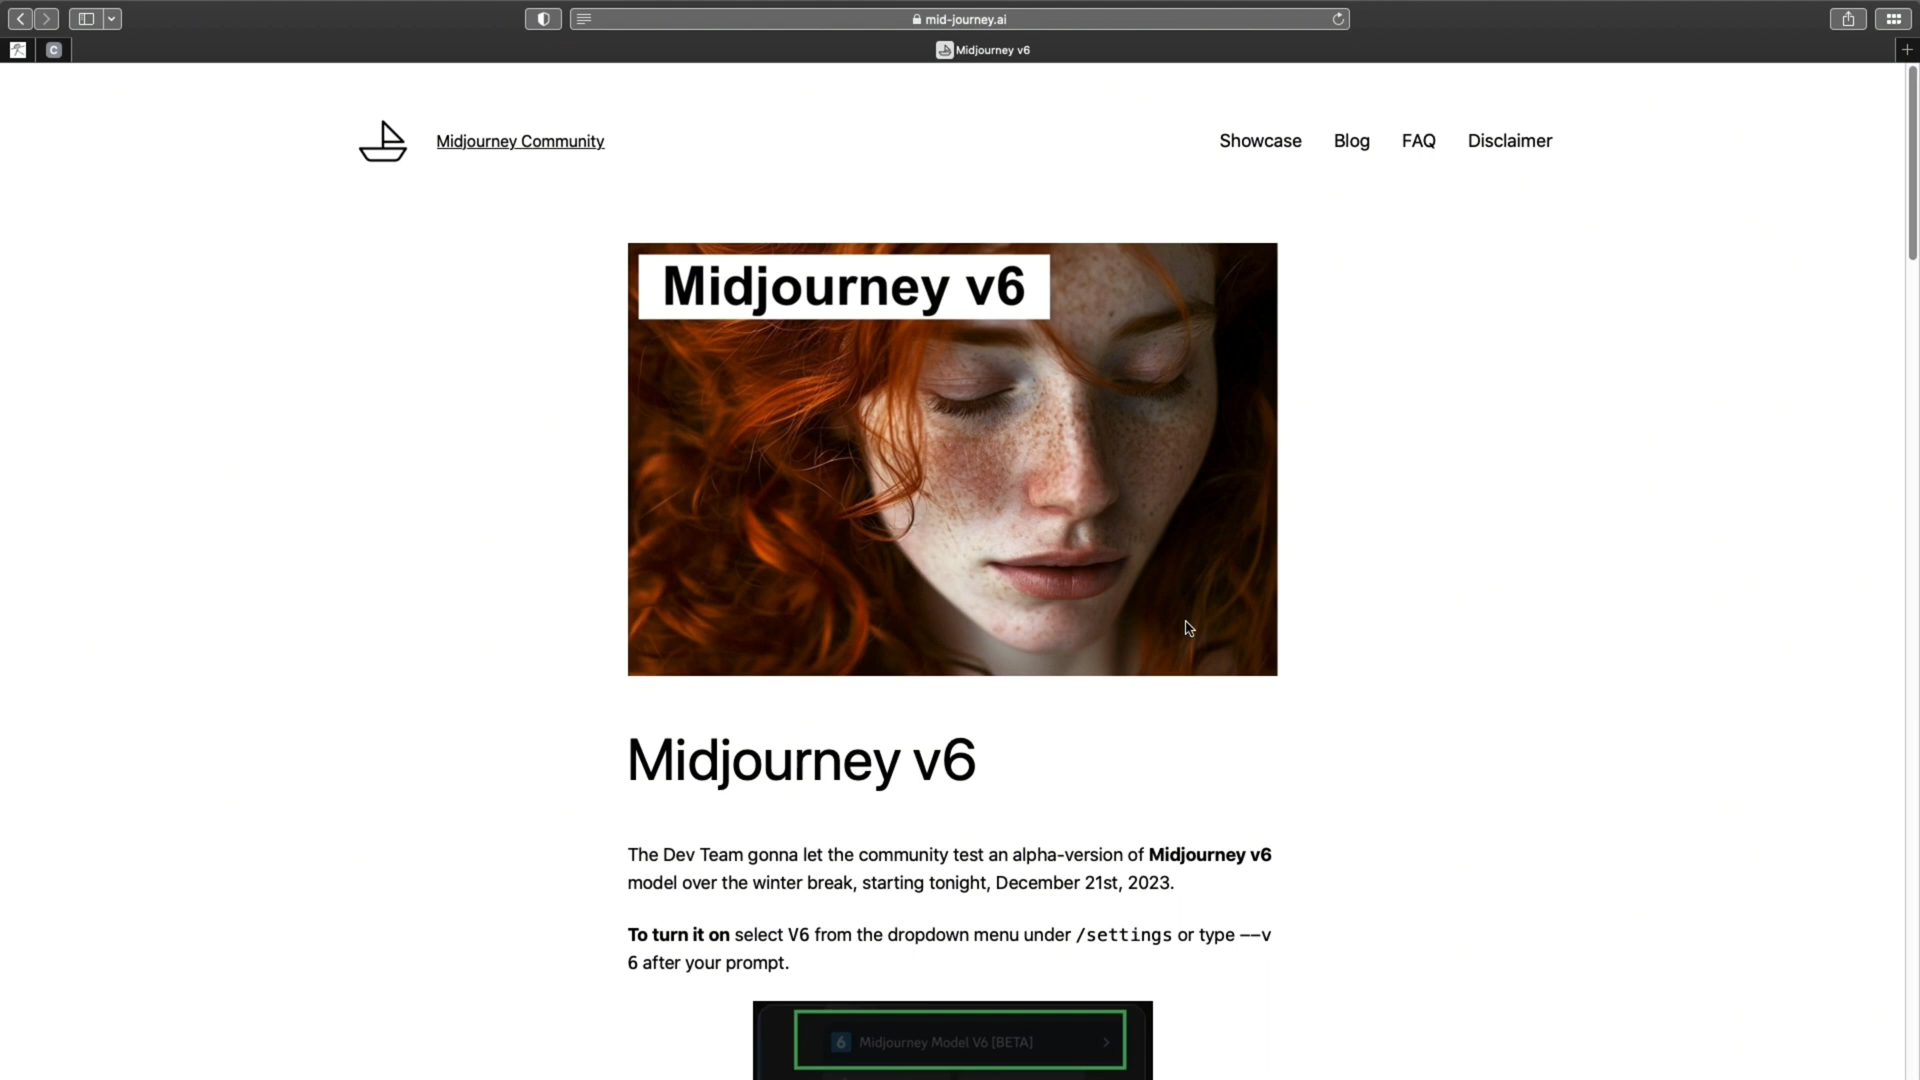 mid-journey.ai
C
Midjourney v6
Midjourney Community
Showcase Blog FAQ Disclaimer
Midjourney v6
Midjourney v6
The Dev Team gonna let the community test an alpha-version of Midjourney v6
model over the winter break, starting tonight, December 21st, 2023.
To turn it on select V6 from the dropdown menu under /settings or type --v
6 after your prompt.
6 Midjourney Model V6 [BETA]